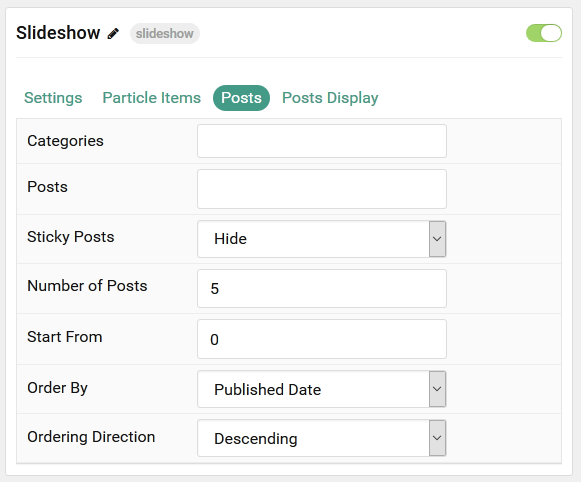 Slideshow slideshow
Settings Particle Items Posts Posts Display
Categories
Posts
Sticky Posts Hide
Number of Posts 5
Start From 0
Order By Published Date
Ordering Direction Descending